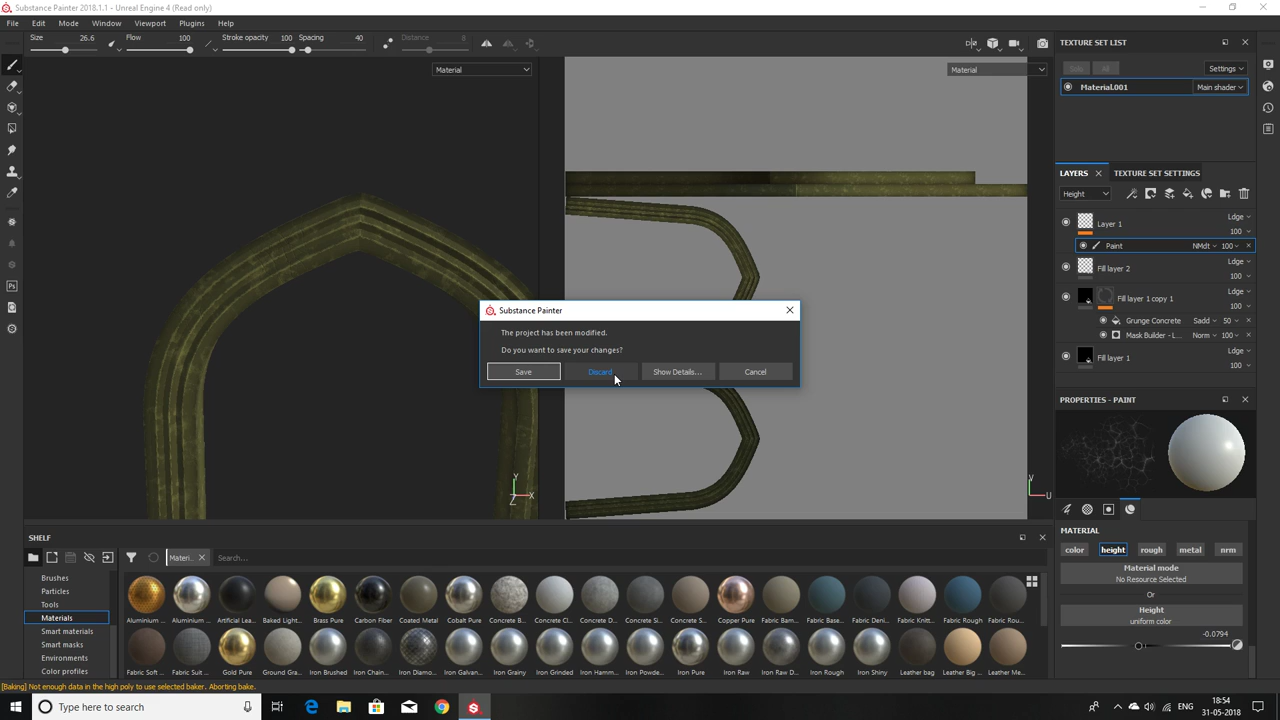 Substance Painter 2018.1.1 - Unreal Engine 4 (Read only)
File Edit Mode Window Viewport Plugins Help
Size 26.6 Flow 100 Stroke opacity 100 Spacing 40 Distance 8
Material
Material
TEXTURE SET LIST
Solo All Settings
Material.001 Main shader
LAYERS TEXTURE SET SETTINGS
Height
Layer 1 Ldge 100
Paint NMdt 100
Fill layer 2 Ldge 100
Fill layer 1 copy 1 Ldge 100
Grunge Concrete Sadd 50
Mask Builder - L... Norm 100
Fill layer 1 Ldge 100
Substance Painter
The project has been modified.
Do you want to save your changes?
Save Discard Show Details... Cancel
Y
Z X
V
U
PROPERTIES - PAINT
MATERIAL
color height rough metal nrm
Material mode
No Resource Selected
Or
Height
uniform color
-0.0794
SHELF
Materi... Search...
Brushes
Particles
Tools
Materials
Smart materials
Smart masks
Environments
Color profiles
Aluminium ... Aluminium ... Artificial Lea... Baked Light... Brass Pure Carbon Fiber Coated Metal Cobalt Pure Concrete B... Concrete Cl... Concrete D... Concrete Si... Concrete S... Copper Pure Fabric Bam... Fabric Base... Fabric Deni... Fabric Knitt... Fabric Rough Fabric Rou...
Fabric Soft ... Fabric Suit ... Gold Pure Ground Gra... Iron Brushed Iron Chain... Iron Diamo... Iron Galvan... Iron Grainy Iron Grinded Iron Hamm... Iron Powde... Iron Pure Iron Raw Iron Raw D... Iron Rough Iron Shiny Leather bag Leather Big ... Leather Me...
[Baking] Not enough data in the high poly to use selected baker. Aborting bake.
Type here to search
ENG
18:54
31-05-2018